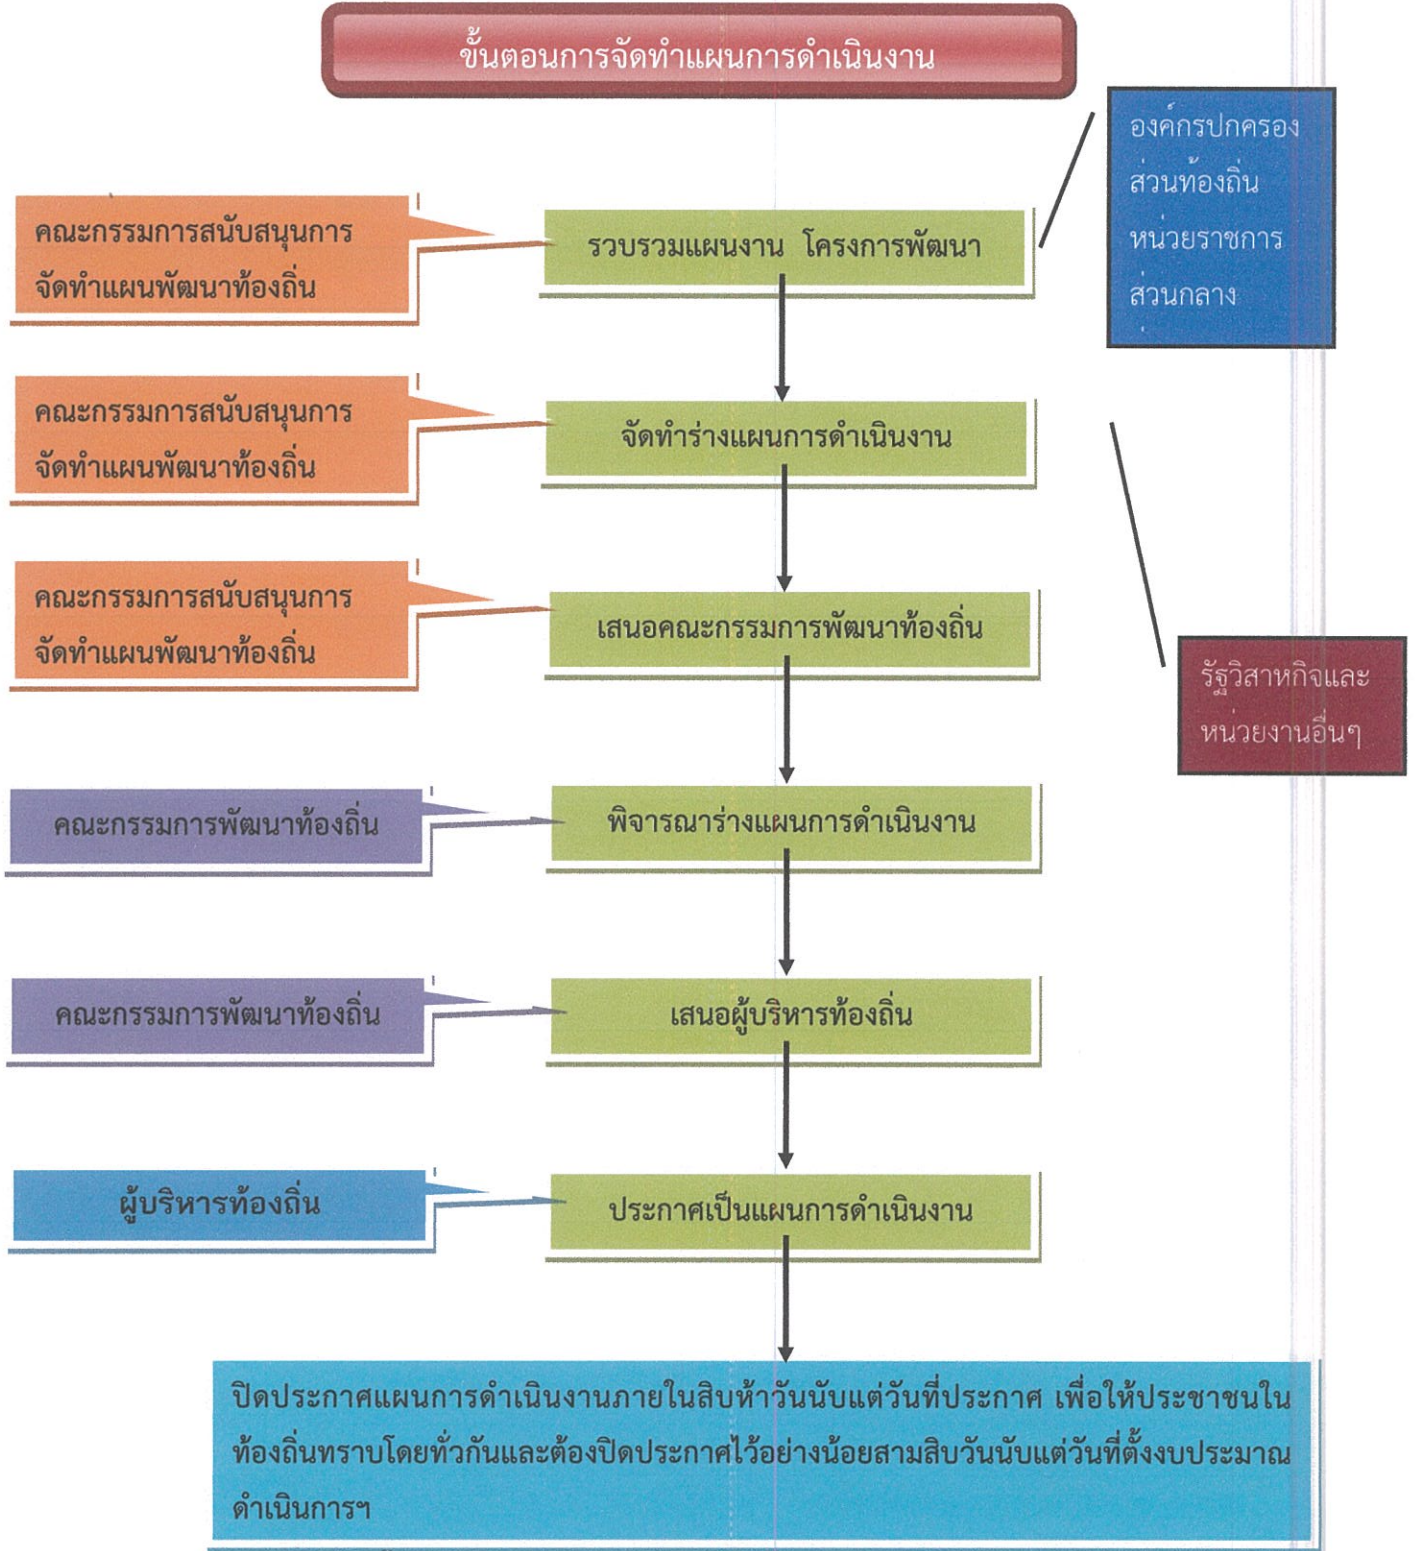 ขั้นตอนการจัดทำแผนการดำเนินงาน
องค์กรปกครอง
ส่วนท้องถิ่น
หน่วยราชการ
ส่วนกลาง
คณะกรรมการสนับสนุนการ
จัดทำแผนพัฒนาท้องถิ่น
รวบรวมแผนงาน โครงการพัฒนา
คณะกรรมการสนับสนุนการ
จัดทำแผนพัฒนาท้องถิ่น
จัดทำร่างแผนการดำเนินงาน
คณะกรรมการสนับสนุนการ
จัดทำแผนพัฒนาท้องถิ่น
เสนอคณะกรรมการพัฒนาท้องถิ่น
รัฐวิสาหกิจและ
หน่วยงานอื่นๆ
คณะกรรมการพัฒนาท้องถิ่น
พิจารณาร่างแผนการดำเนินงาน
คณะกรรมการพัฒนาท้องถิ่น
เสนอผู้บริหารท้องถิ่น
ผู้บริหารท้องถิ่น
ประกาศเป็นแผนการดำเนินงาน
ปิดประกาศแผนการดำเนินงานภายในสิบห้าวันนับแต่วันที่ประกาศ เพื่อให้ประชาชนใน
ท้องถิ่นทราบโดยทั่วกันและต้องปิดประกาศไว้อย่างน้อยสามสิบวันนับแต่วันที่ตั้งงบประมาณ
ดำเนินการฯ